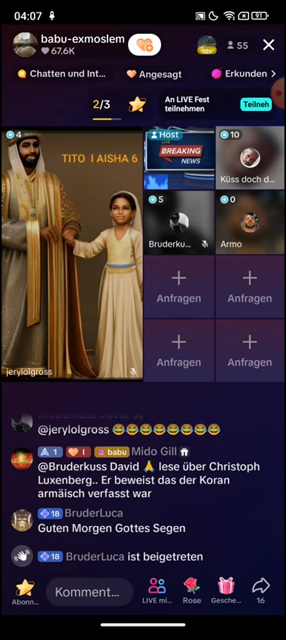 04:07
91
babu-exmoslem
67.6K
10+
55
Chatten und Int...
Angesagt
Erkunden
2/3
An LIVE Fest
teilnehmen
Teilneh
4
TITO I AISHA 6
jerylolgross
Host
BREAKING
NEWS
10
Küss doch d...
5
Bruderku...
0
Armo
Anfragen
Anfragen
Anfragen
Anfragen
@jerylolgross 😂😂😂😂😂😂😂😂
1 I babu Mido Gill
@Bruderkuss David 🙏 lese über Christoph
Luxenberg.. Er beweist das der Koran
armäisch verfasst war
18 BruderLuca
Guten Morgen Gottes Segen
18 BruderLuca ist beigetreten
Abonn...
Komment...
LIVE mi...
Rose
Gesche...
16